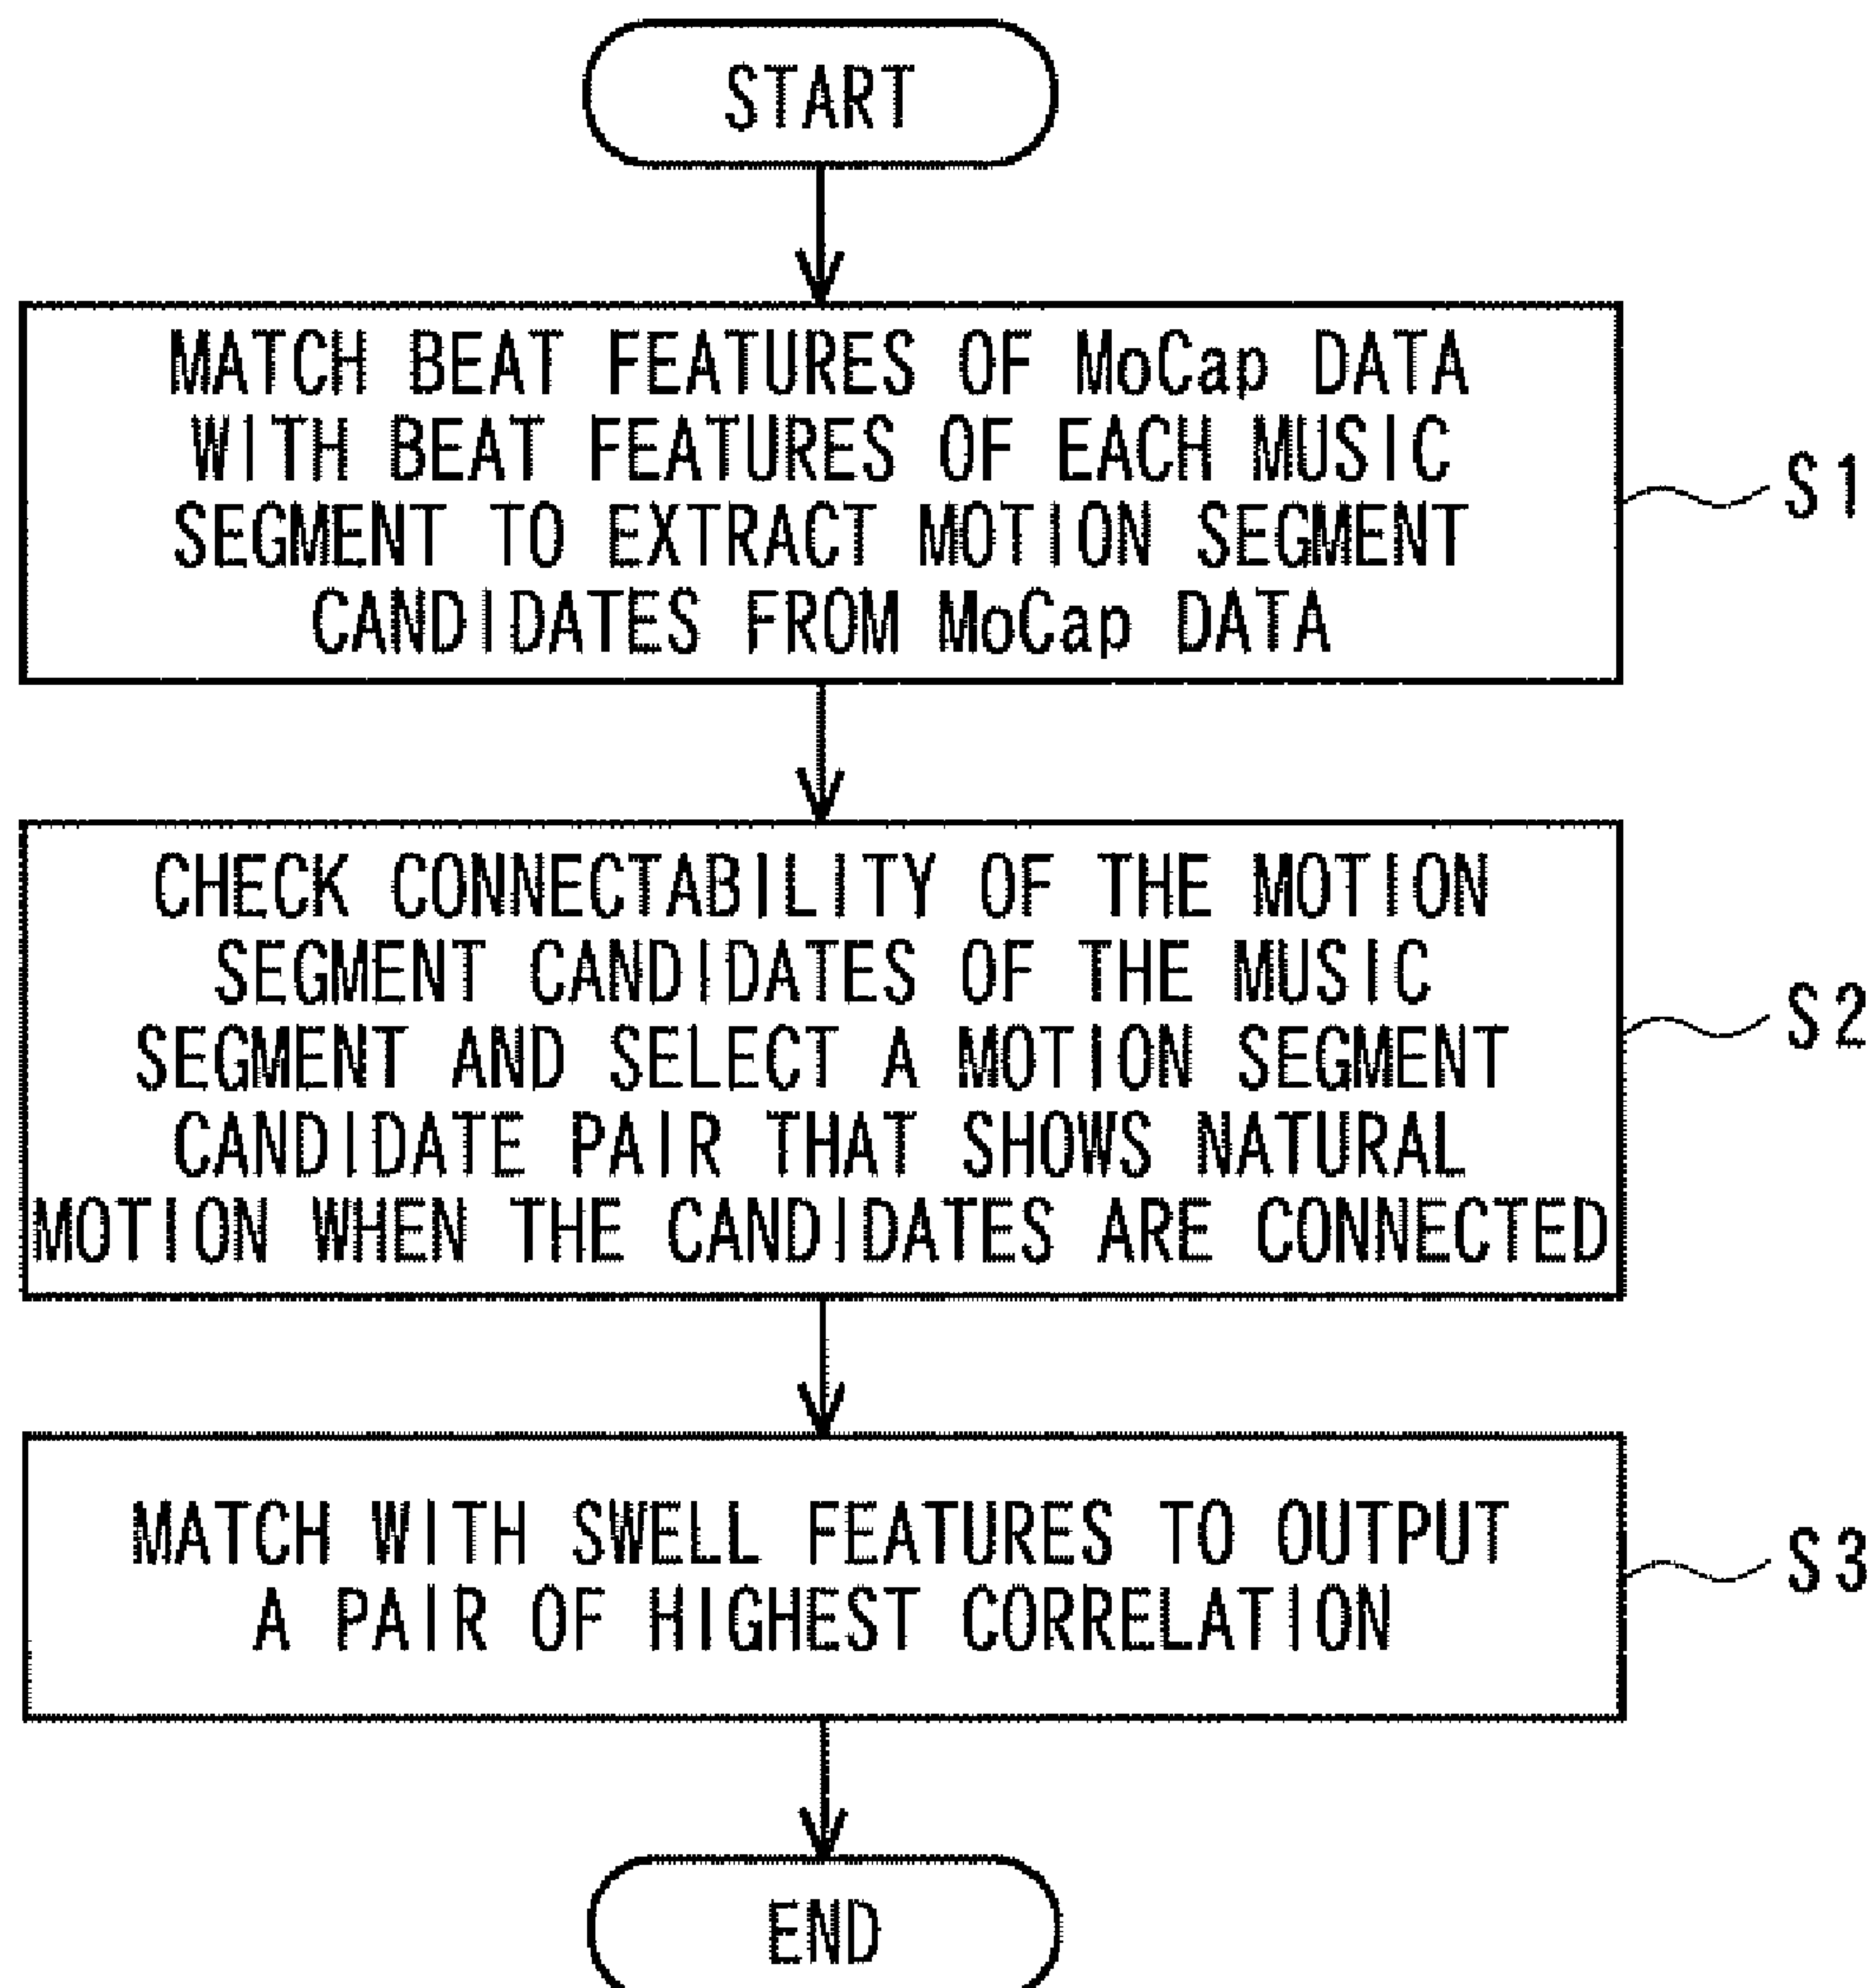 START
MATCH BEAT FEATURES OF MoCap DATA
WITH BEAT FEATURES OF EACH MUSIC
SEGMENT TO EXTRACT MOTION SEGMENT
CANDIDATES FROM MoCap DATA
S1
CHECK CONNECTABILITY OF THE MOTION
SEGMENT CANDIDATES OF THE MUSIC
SEGMENT AND SELECT A MOTION SEGMENT
CANDIDATE PAIR THAT SHOWS NATURAL
MOTION WHEN THE CANDIDATES ARE CONNECTED
S2
MATCH WITH SWELL FEATURES TO OUTPUT
A PAIR OF HIGHEST CORRELATION
S3
END